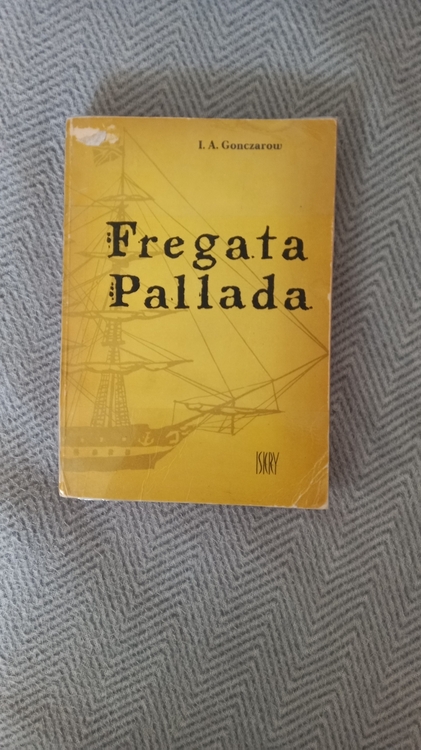 I. A. Gonczarow
Fregata
Pallada
ISKRY